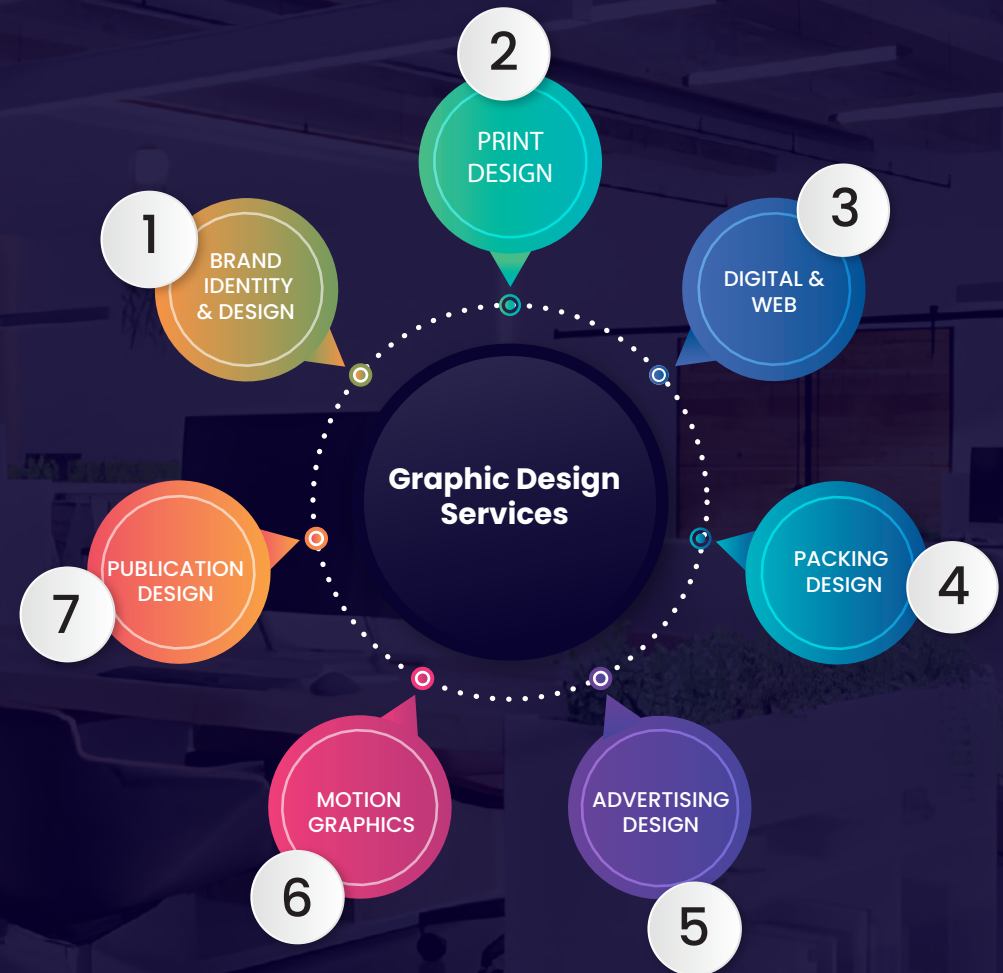 Graphic Design
Services
1
BRAND
IDENTITY
& DESIGN
2
PRINT
DESIGN
3
DIGITAL &
WEB
4
PACKING
DESIGN
5
ADVERTISING
DESIGN
6
MOTION
GRAPHICS
7
PUBLICATION
DESIGN